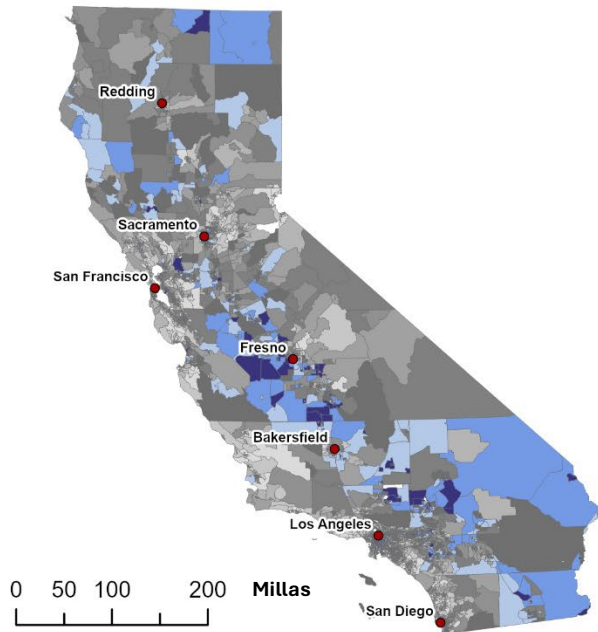 Redding
Sacramento
San Francisco
Fresno
Bakersfield
Los Angeles
0 50 100 200 Millas
San Diego